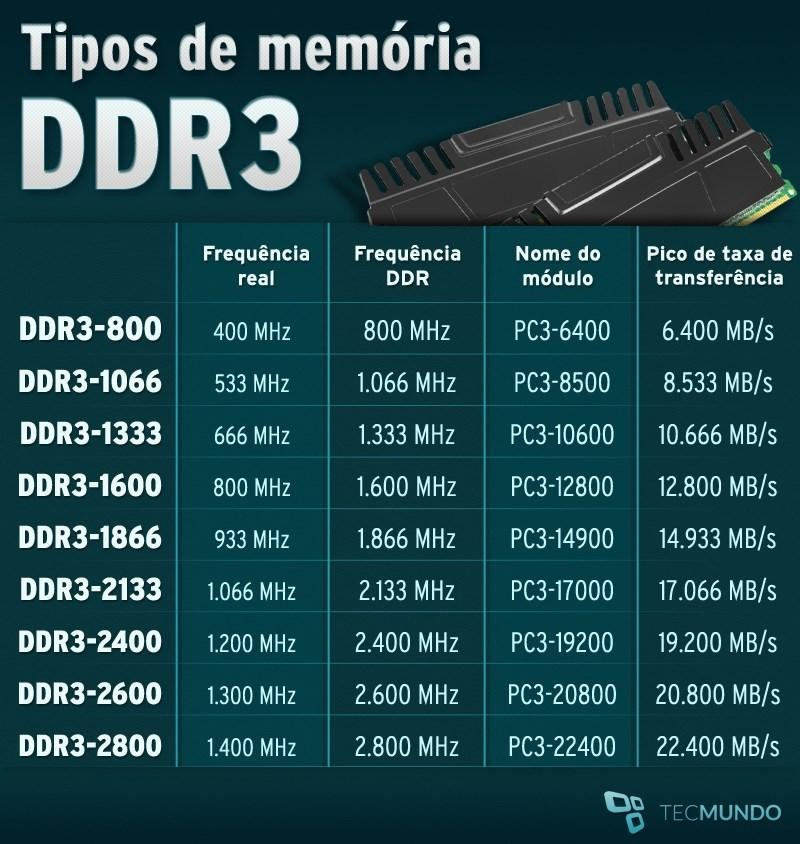 Tipos de memória
DDR3
Frequência real
Frequência DDR
Nome do módulo
Pico de taxa de transferência
DDR3-800 400 MHz 800 MHz PC3-6400 6.400 MB/s
DDR3-1066 533 MHz 1.066 MHz PC3-8500 8.533 MB/s
DDR3-1333 666 MHz 1.333 MHz PC3-10600 10.666 MB/s
DDR3-1600 800 MHz 1.600 MHz PC3-12800 12.800 MB/s
DDR3-1866 933 MHz 1.866 MHz PC3-14900 14.933 MB/s
DDR3-2133 1.066 MHz 2.133 MHz PC3-17000 17.066 MB/s
DDR3-2400 1.200 MHz 2.400 MHz PC3-19200 19.200 MB/s
DDR3-2600 1.300 MHz 2.600 MHz PC3-20800 20.800 MB/s
DDR3-2800 1.400 MHz 2.800 MHz PC3-22400 22.400 MB/s
TECMUNDO